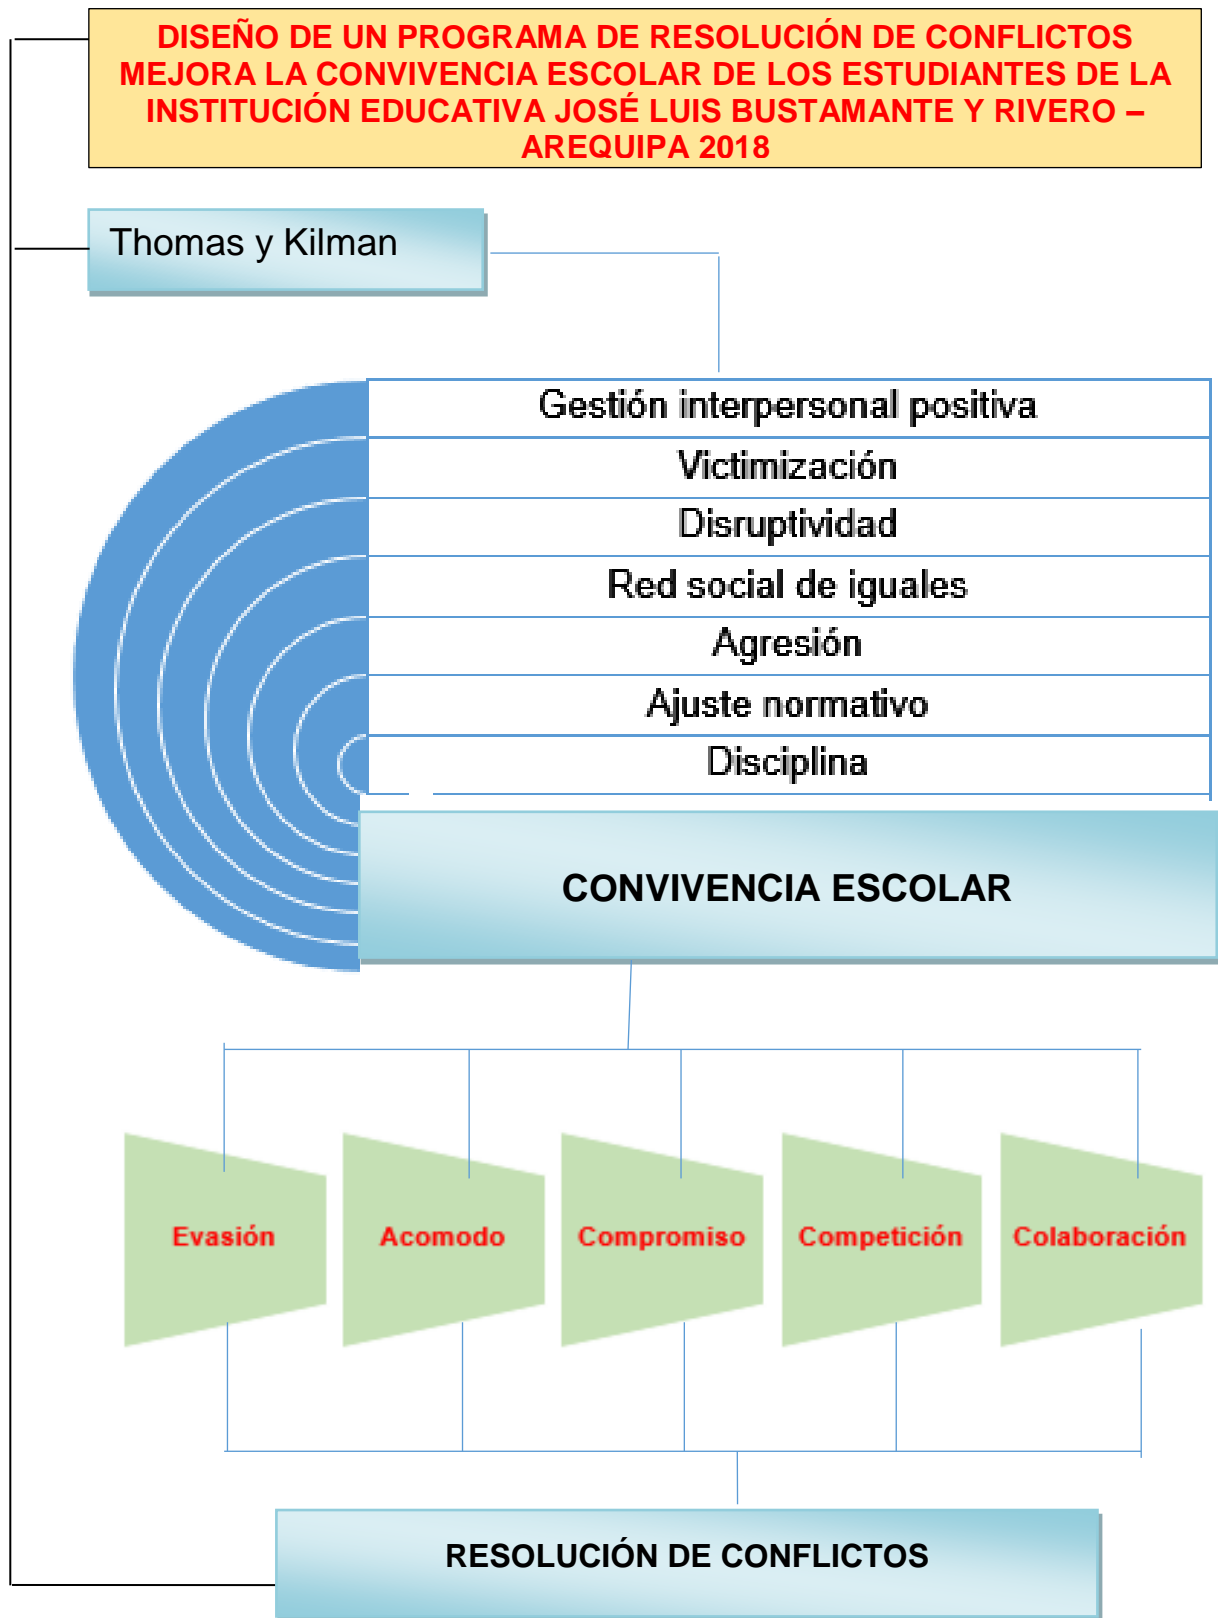 DISEÑO DE UN PROGRAMA DE RESOLUCIÓN DE CONFLICTOS
MEJORA LA CONVIVENCIA ESCOLAR DE LOS ESTUDIANTES DE LA
INSTITUCIÓN EDUCATIVA JOSÉ LUIS BUSTAMANTE Y RIVERO –
AREQUIPA 2018
Thomas y Kilman
Gestión interpersonal positiva
Victimización
Disruptividad
Red social de iguales
Agresión
Ajuste normativo
Disciplina
CONVIVENCIA ESCOLAR
Evasión
Acomodo
Compromiso
Competición
Colaboración
RESOLUCIÓN DE CONFLICTOS